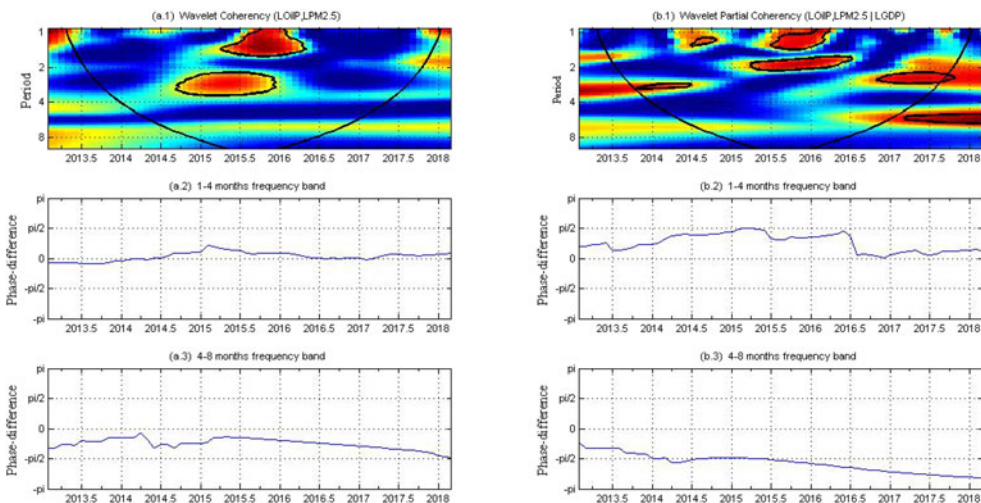 (a.1) Wavelet Coherency (LOilP,LPM2.5)
1
2
4
8
Period
2013.5 2014 2014.5 2015 2015.5 2016 2016.5 2017 2017.5 2018
(b.1) Wavelet Partial Coherency (LOilP,LPM2.5 | LGDP)
1
2
4
8
Period
2013.5 2014 2014.5 2015 2015.5 2016 2016.5 2017 2017.5 2018
(a.2) 1-4 months frequency band
pi
pi/2
0
-pi/2
-pi
Phase-difference
2013.5 2014 2014.5 2015 2015.5 2016 2016.5 2017 2017.5 2018
(b.2) 1-4 months frequency band
pi
pi/2
0
-pi/2
-pi
Phase-difference
2013.5 2014 2014.5 2015 2015.5 2016 2016.5 2017 2017.5 2018
(a.3) 4-8 months frequency band
pi
pi/2
0
-pi/2
-pi
Phase-difference
2013.5 2014 2014.5 2015 2015.5 2016 2016.5 2017 2017.5 2018
(b.3) 4-8 months frequency band
pi
pi/2
0
-pi/2
-pi
Phase-difference
2013.5 2014 2014.5 2015 2015.5 2016 2016.5 2017 2017.5 2018